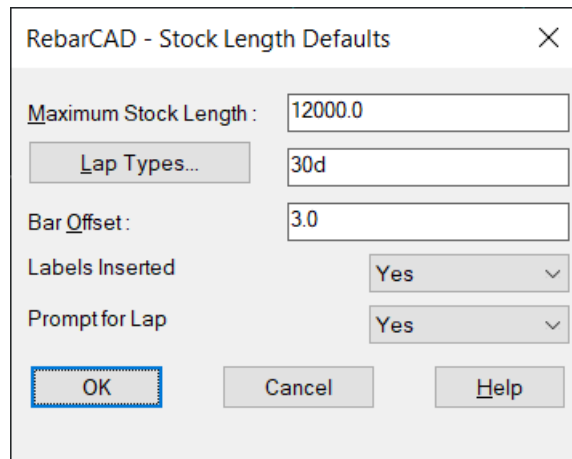 RebarCAD - Stock Length Defaults
Maximum Stock Length : 12000.0
Lap Types... 30d
Bar Offset : 3.0
Labels Inserted Yes
Prompt for Lap Yes
OK Cancel Help